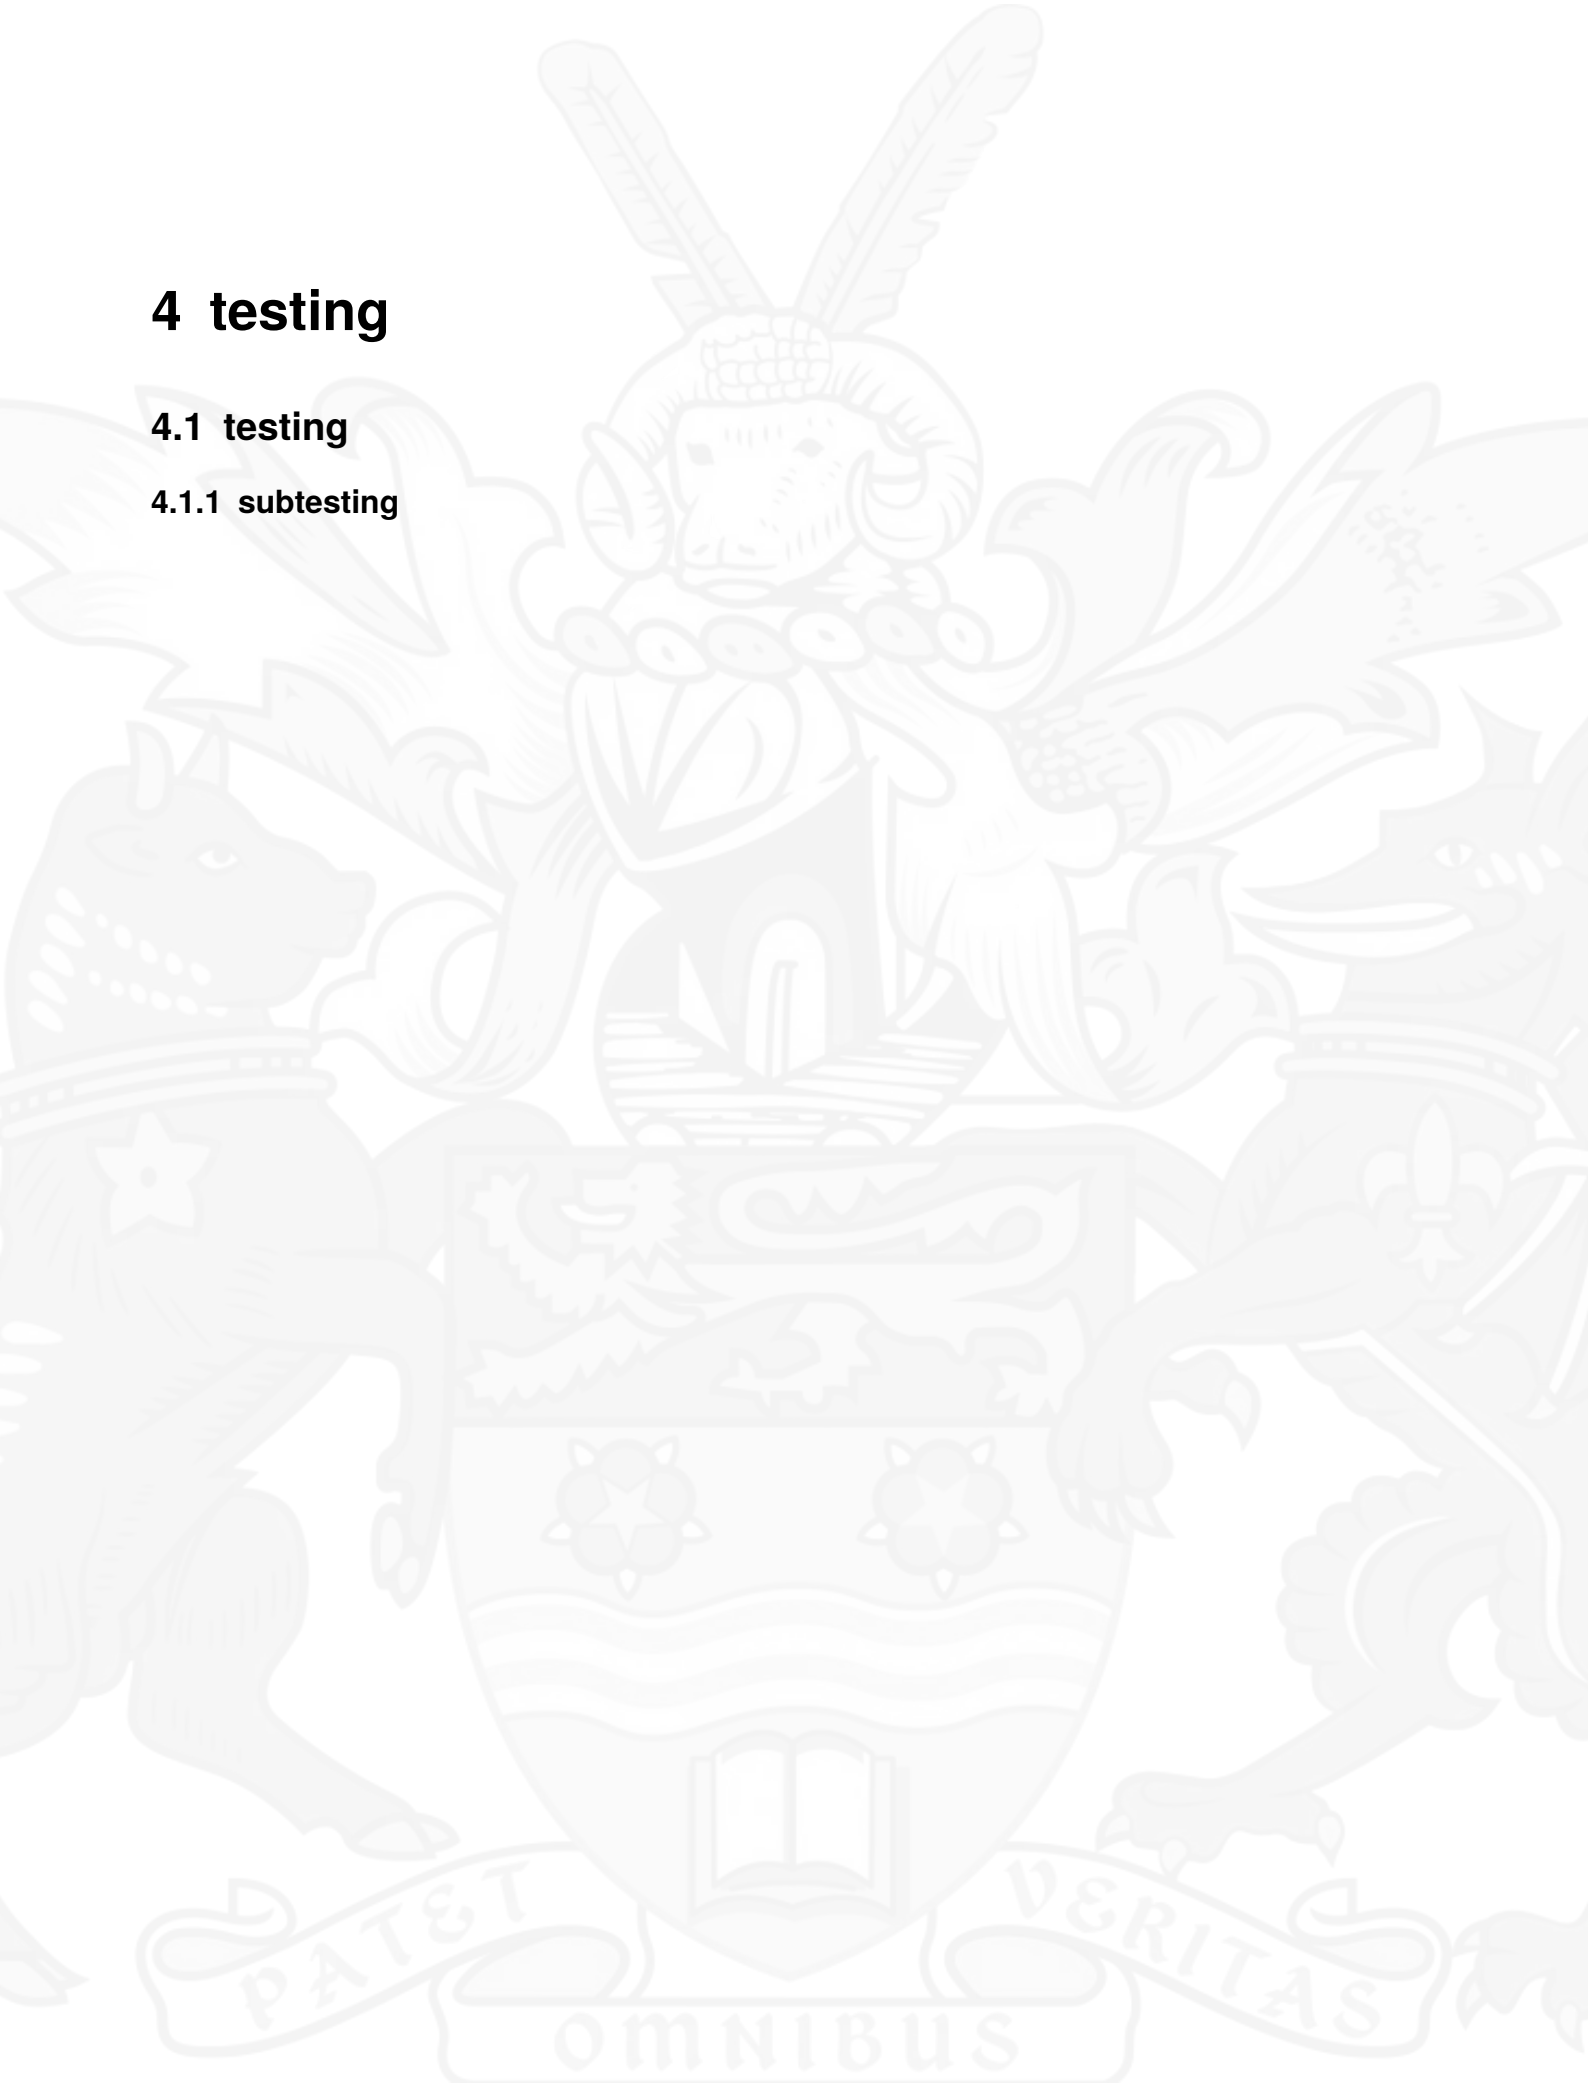 4 testing
4.1 testing
4.1.1 subtesting
PATET
VERITAS
OMNIBUS